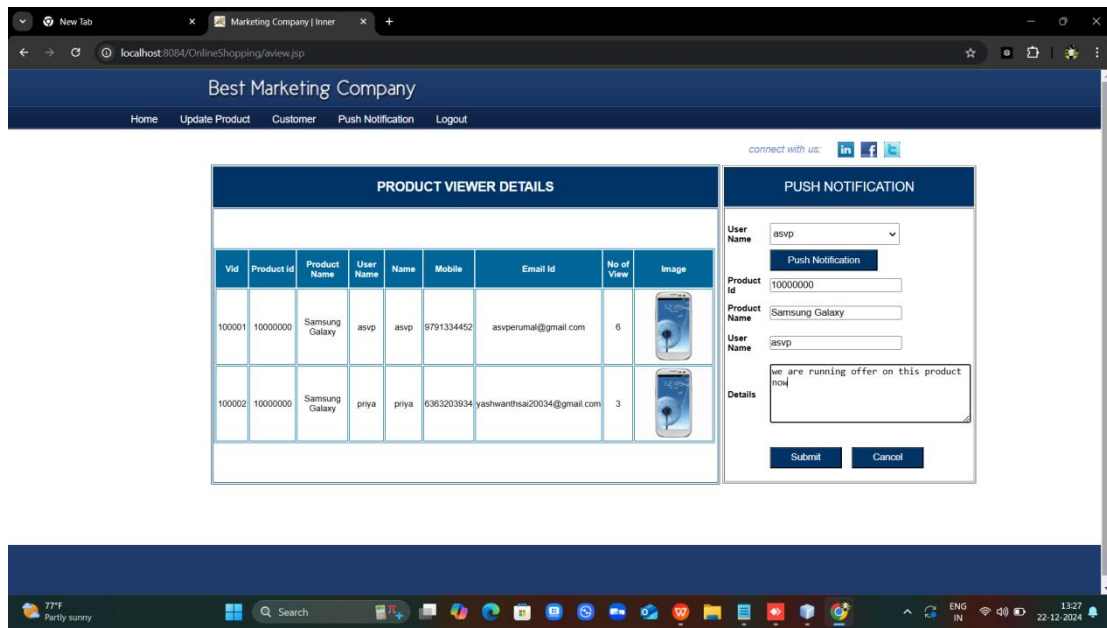 New Tab
Marketing Company | Inner
localhost:8084/OnlineShopping/aview.jsp
Best Marketing Company
Home Update Product Customer Push Notification Logout
connect with us:
PRODUCT VIEWER DETAILS
Vid Product id Product Name User Name Name Mobile Email Id No of View Image
100001 10000000 Samsung Galaxy asvp asvp 9791334452 asvperumal@gmail.com 6
100002 10000000 Samsung Galaxy priya priya 6363203934 yashwanthsai20034@gmail.com 3
PUSH NOTIFICATION
User Name asvp
Push Notification
Product Id 10000000
Product Name Samsung Galaxy
User Name asvp
Details we are running offer on this product
now
Submit Cancel
77°F
Partly sunny
Search
ENG
IN
13:27
22-12-2024